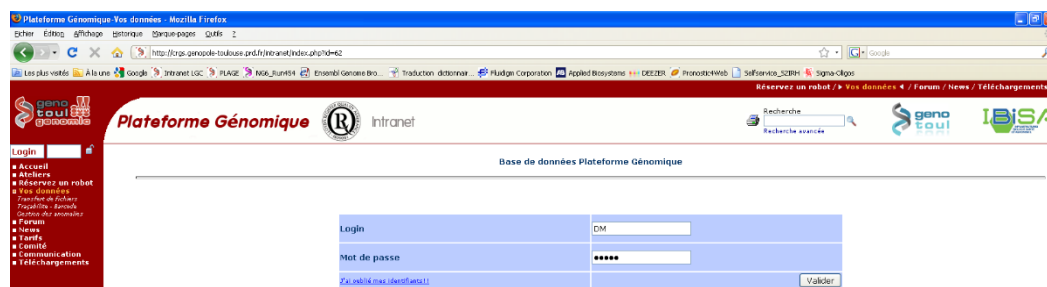 Plateforme Génomique-Vos données - Mozilla Firefox
Fichier Édition Affichage Historique Marque-pages Outils ?
http://crgs.genopole-toulouse.prd.fr/intranet/index.php?id=62
Google
Les plus visités À la une Google Intranet LGC PLAGE NG6_Run454 Ensembl Genome Bro... Traduction dictionnair... Fluidigm Corporation Applied Biosystems DEEZER Pronostic4Web Selfservice_SZIRH Sigma-Oligos
Réservez un robot / Vos données / Forum / News / Téléchargements
geno
toul
genomic
Plateforme Génomique R Intranet
Recherche
Recherche avancée
geno
toul
IBiSA
Login
Accueil
Ateliers
Réservez un robot
Vos données
Transfert de fichiers
Traçabilité - Barcode
Gestion des anomalies
Forum
News
Tarifs
Comité
Communication
Téléchargements
Base de données Plateforme Génomique
Login DM
Mot de passe •••••
J'ai oublié mes identifiants!! Valider